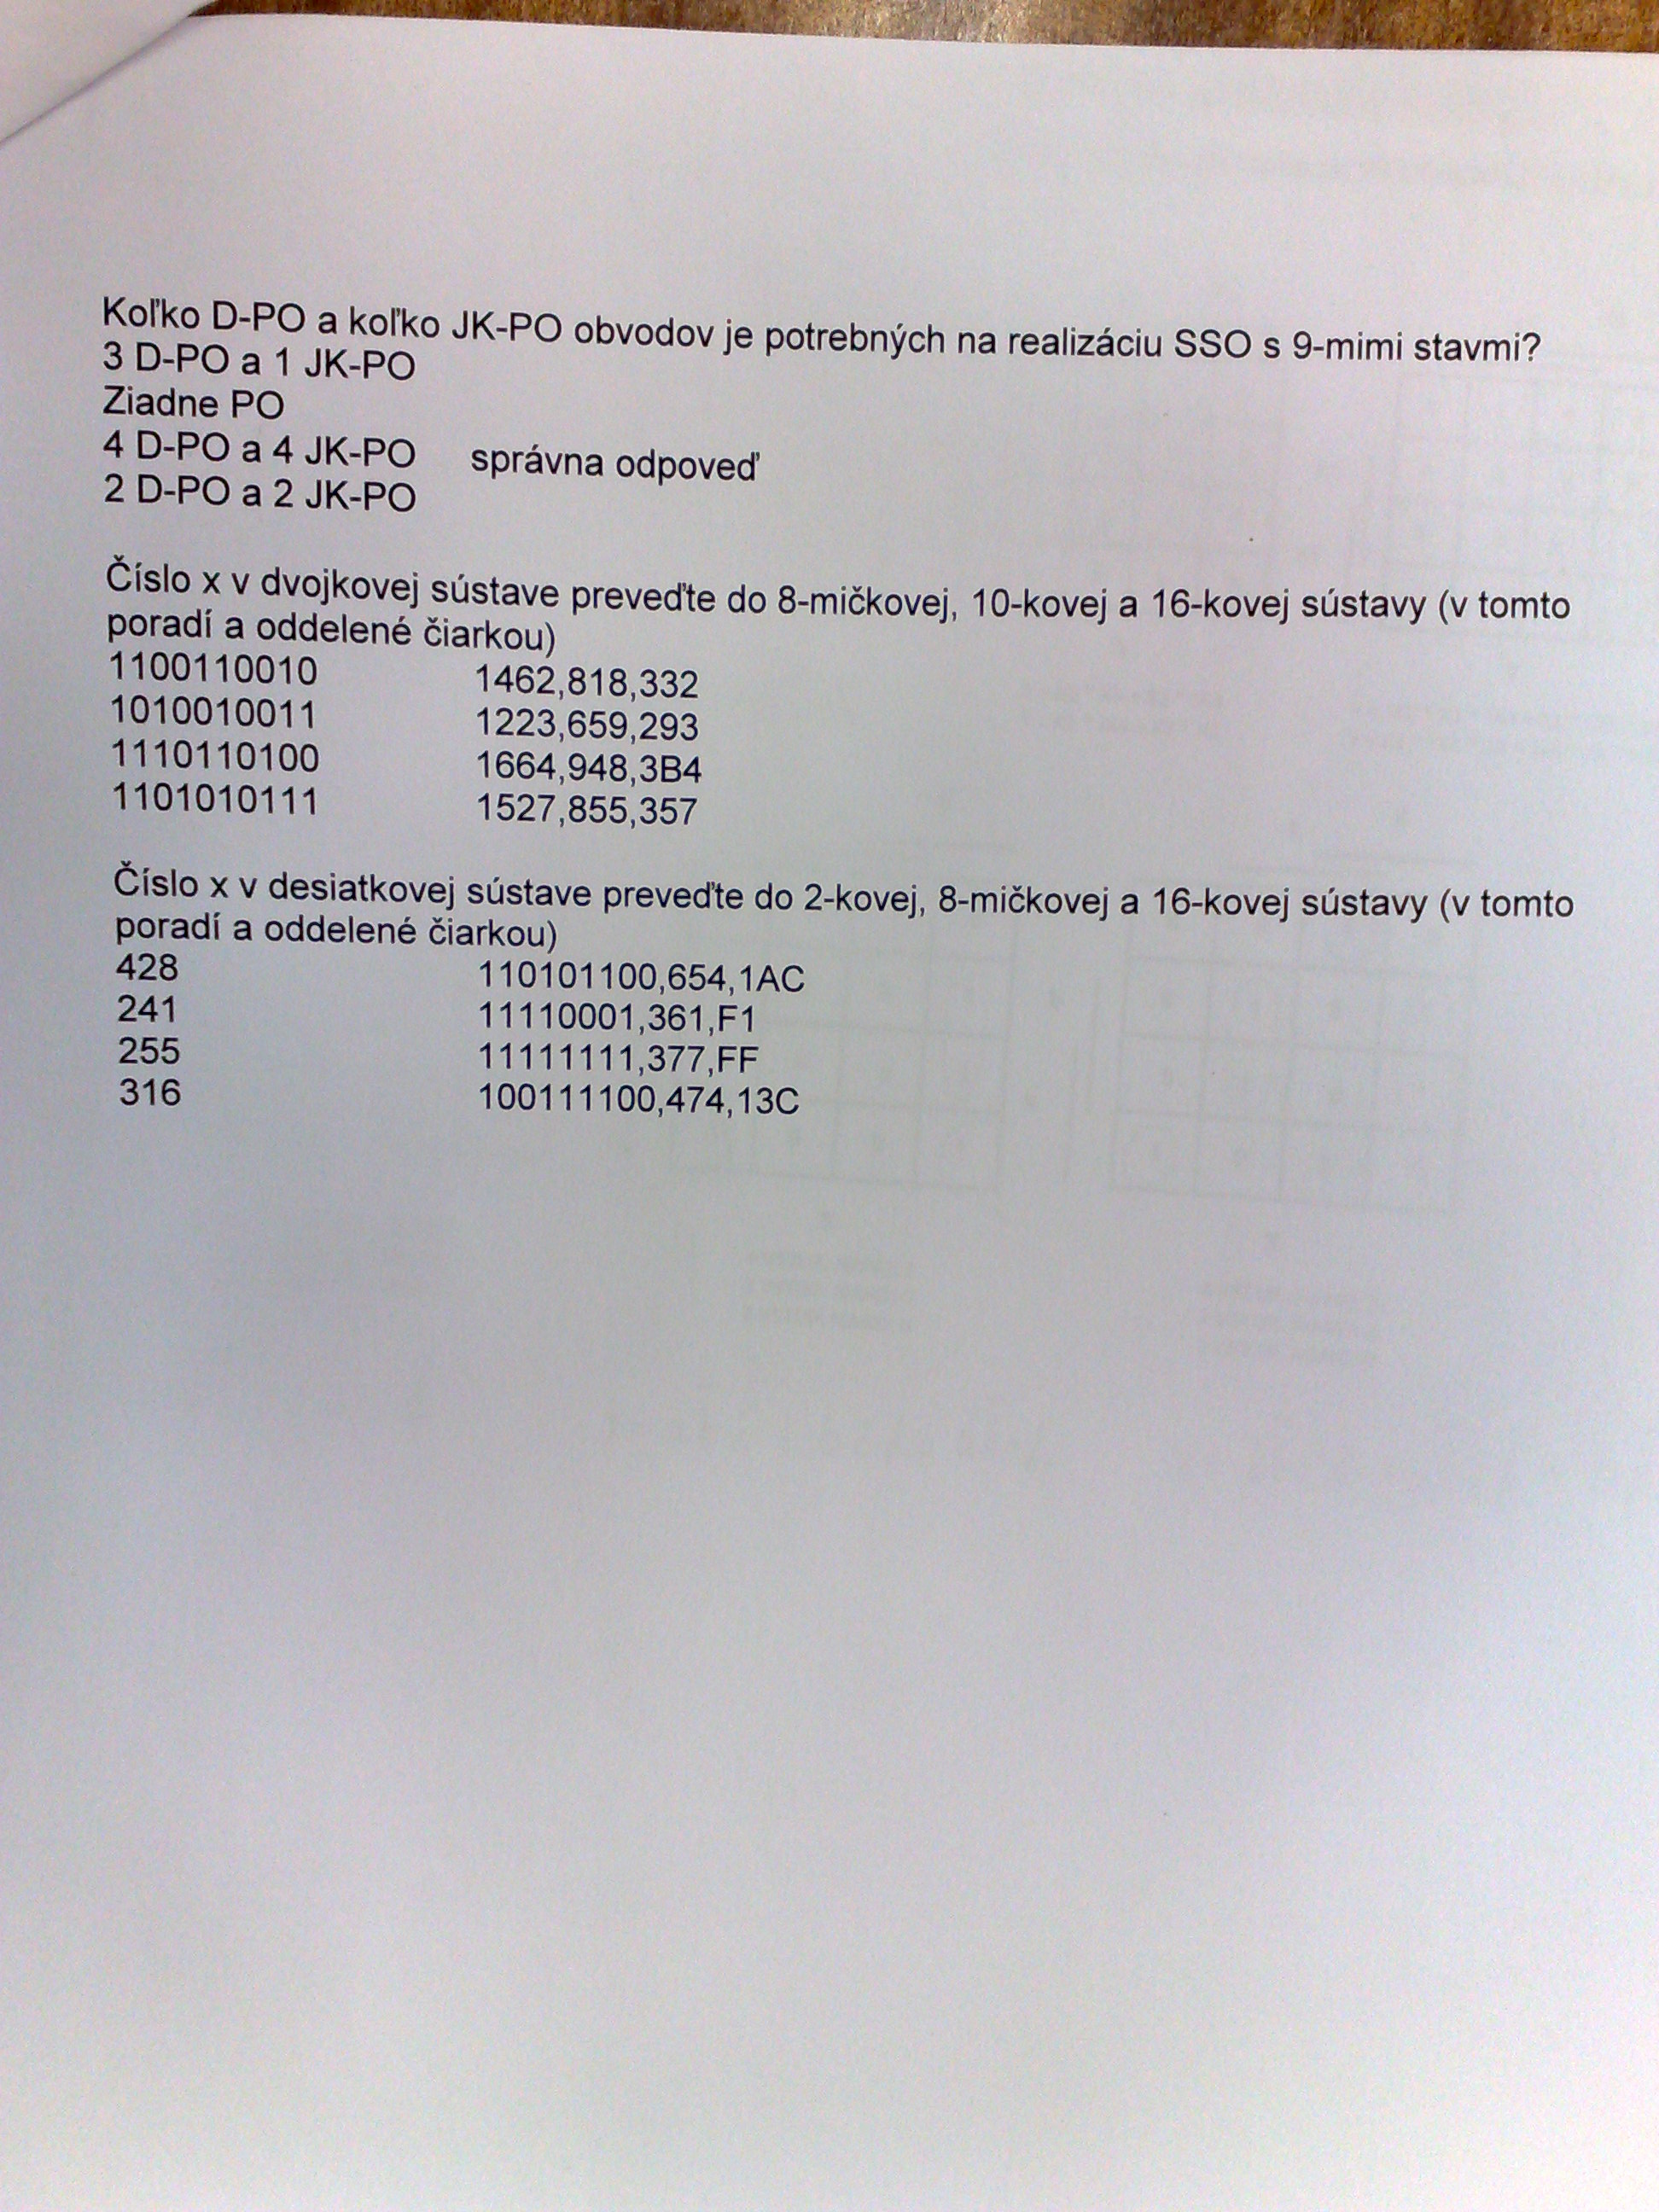 Koľko D-PO a koľko JK-PO obvodov je potrebných na realizáciu SSO s 9-mimi stavmi?
3 D-PO a 1 JK-PO
Ziadne PO
4 D-PO a 4 JK-PO správna odpoveď
2 D-PO a 2 JK-PO
Číslo x v dvojkovej sústave preveďte do 8-mičkovej, 10-kovej a 16-kovej sústavy (v tomto
poradí a oddelené čiarkou)
1100110010 1462,818,332
1010010011 1223,659,293
1110110100 1664,948,3B4
1101010111 1527,855,357
Číslo x v desiatkovej sústave preveďte do 2-kovej, 8-mičkovej a 16-kovej sústavy (v tomto
poradí a oddelené čiarkou)
428 110101100,654,1AC
241 11110001,361,F1
255 11111111,377,FF
316 100111100,474,13C